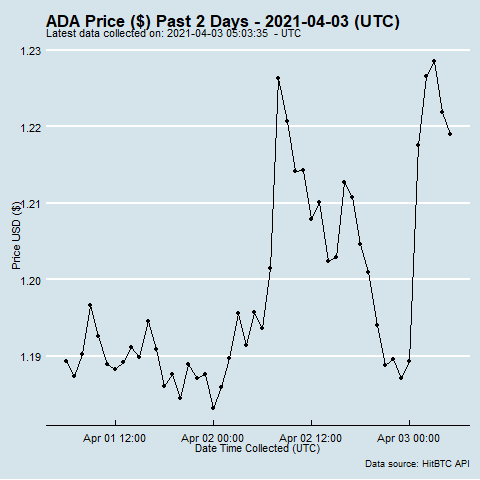 ADA Price ($) Past 2 Days - 2021-04-03 (UTC)
Latest data collected on: 2021-04-03 05:03:35 - UTC
1.23
1.22
1.21
1.20
1.19
Price USD ($)
Apr 01 12:00 Apr 02 00:00 Apr 02 12:00 Apr 03 00:00
Date Time Collected (UTC)
Data source: HitBTC API